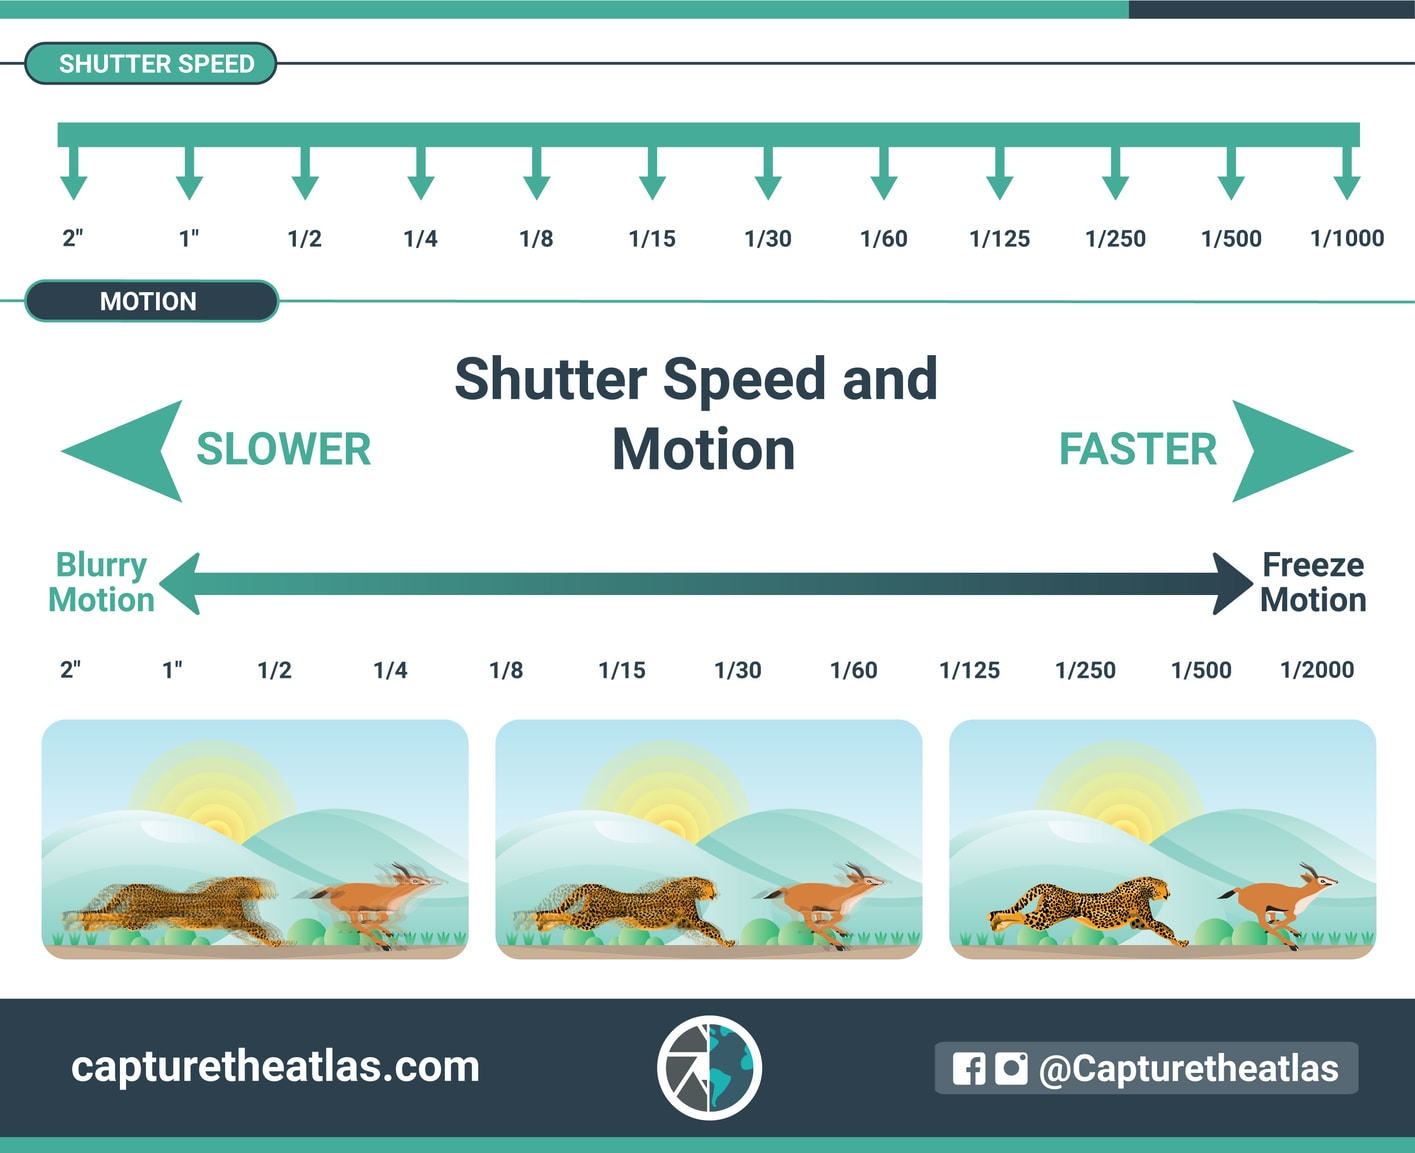 SHUTTER SPEED
2" 1" 1/2 1/4 1/8 1/15 1/30 1/60 1/125 1/250 1/500 1/1000
MOTION
Shutter Speed and
Motion
SLOWER
FASTER
Blurry
Motion
Freeze
Motion
2" 1" 1/2 1/4 1/8 1/15 1/30 1/60 1/125 1/250 1/500 1/2000
capturetheatlas.com
@Capturetheatlas